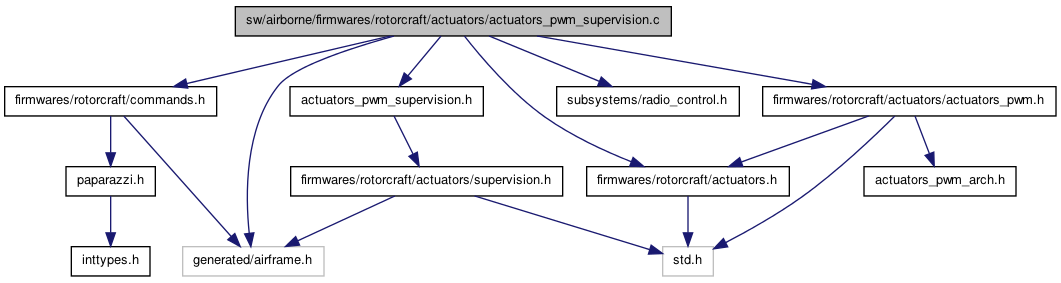 sw/airborne/firmwares/rotorcraft/actuators/actuators_pwm_supervision.c
firmwares/rotorcraft/commands.h
actuators_pwm_supervision.h
subsystems/radio_control.h
firmwares/rotorcraft/actuators/actuators_pwm.h
paparazzi.h
firmwares/rotorcraft/actuators/supervision.h
firmwares/rotorcraft/actuators.h
actuators_pwm_arch.h
inttypes.h
generated/airframe.h
std.h